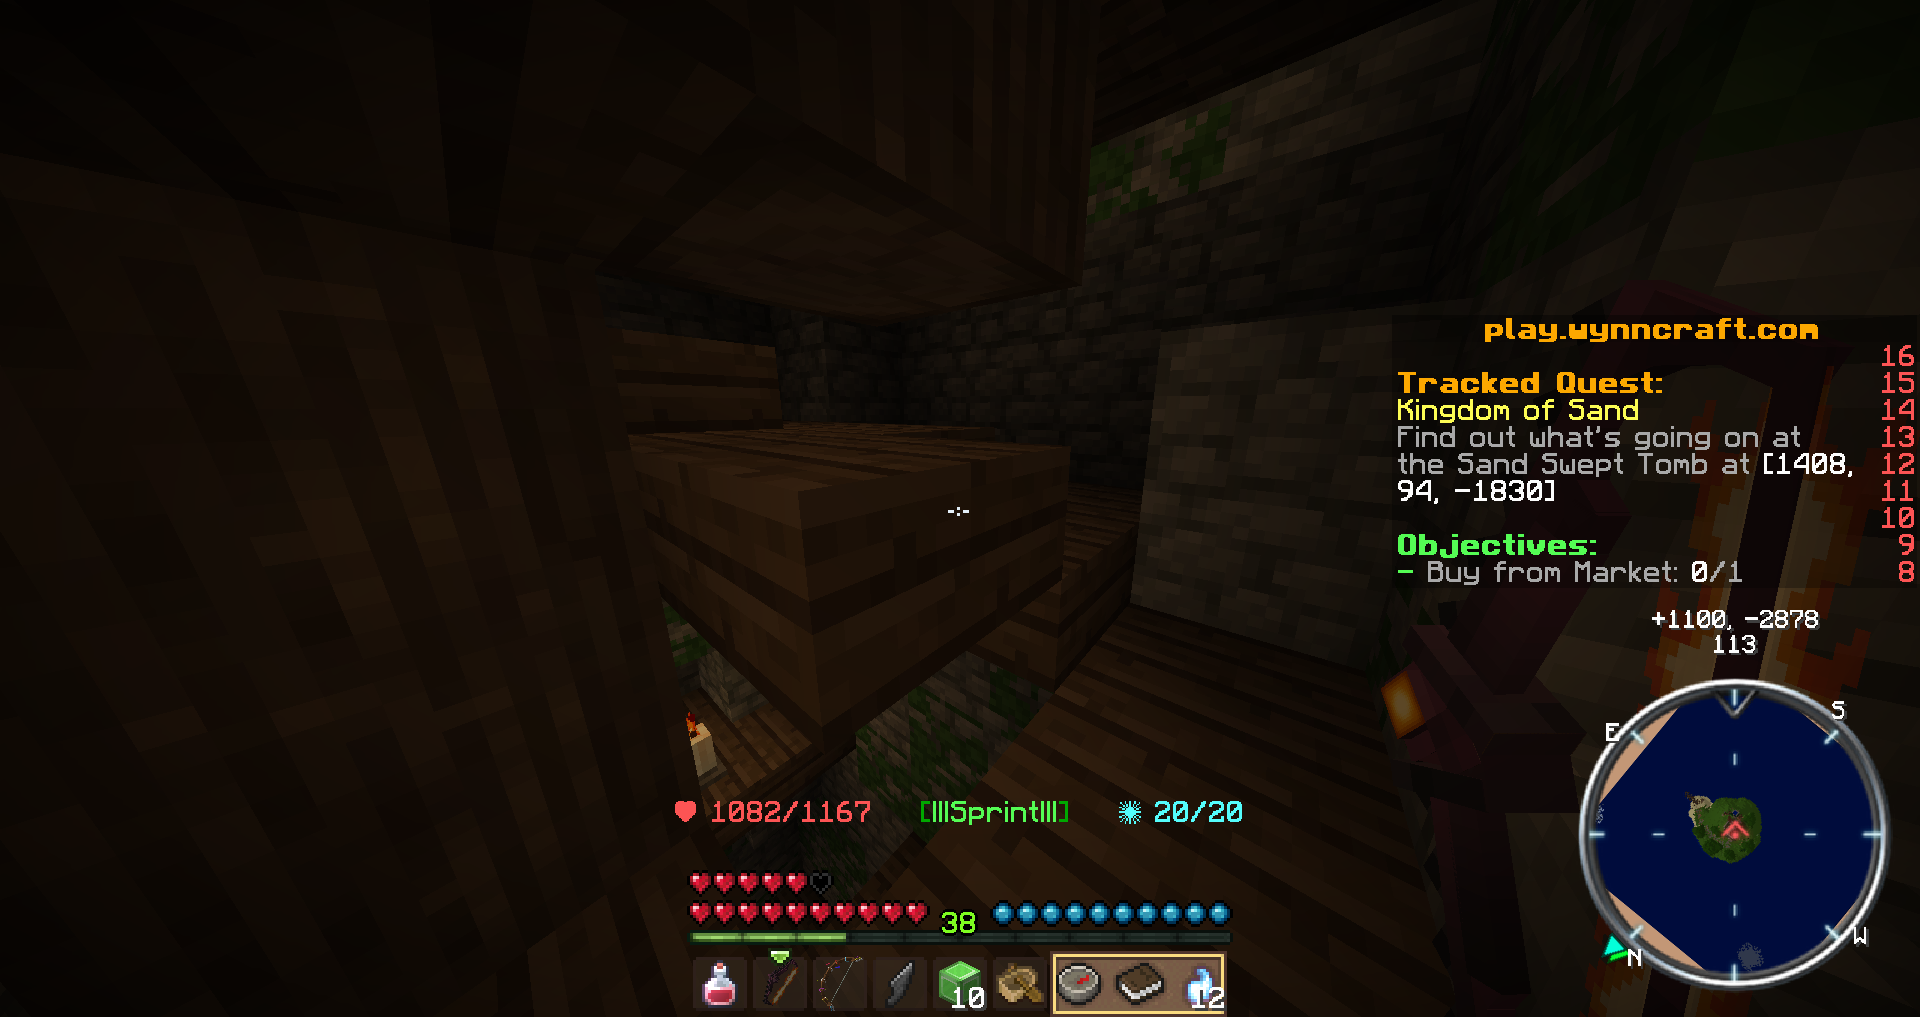 play.wynncraft.com
16
Tracked Quest: 15
Kingdom of Sand 14
Find out what's going on at 13
the Sand Swept Tomb at [1408, 12
94, -1830] 11
10
Objectives: 9
- Buy from Market: 0/1 8
+1100, -2878
113
E
S
W
N
1082/1167 [|||Sprint|||] 20/20
38
10
12